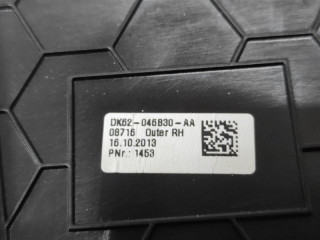 DK62-046B30-AA
08716 Outer RH
16.10.2013
PNr.: 1453